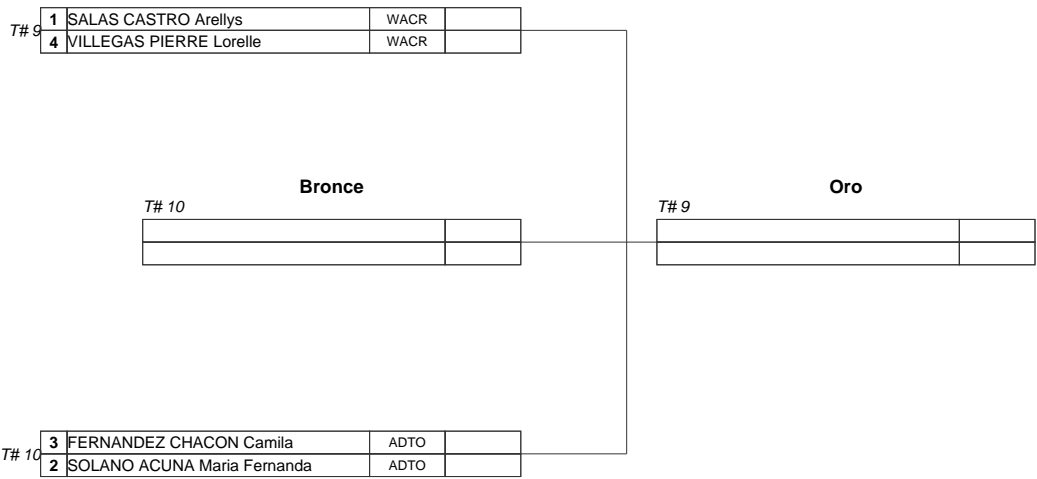 T# 9
1 SALAS CASTRO Arellys WACR
4 VILLEGAS PIERRE Lorelle WACR
Bronce
T# 10
Oro
T# 9
T# 10
3 FERNANDEZ CHACON Camila ADTO
2 SOLANO ACUNA Maria Fernanda ADTO